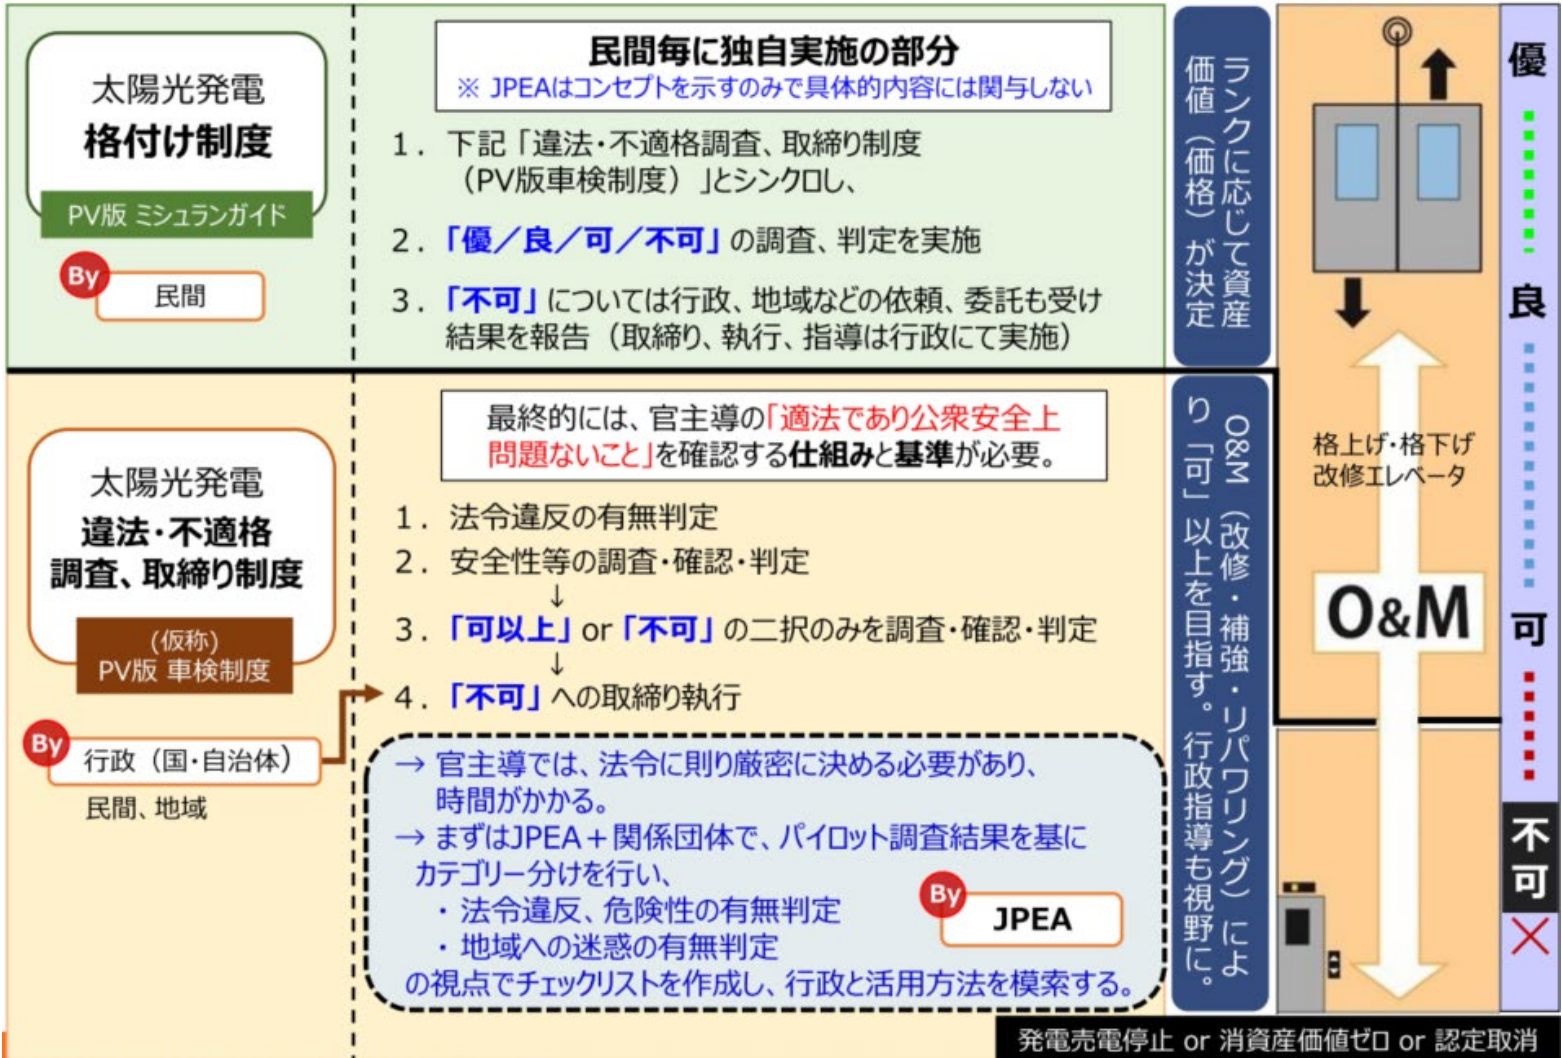 太陽光発電
格付け制度
PV版 ミシュランガイド
By
民間
民間毎に独自実施の部分
※ JPEAはコンセプトを示すのみで具体的内容には関与しない
1. 下記「違法・不適格調査、取締り制度
（PV版車検制度）」とシンクロし、
2. 「優／良／可／不可」の調査、判定を実施
3. 「不可」については行政、地域などの依頼、委託も受け
結果を報告（取締り、執行、指導は行政にて実施）
太陽光発電
違法・不適格
調査、取締り制度
(仮称)
PV版 車検制度
By
行政（国・自治体）
民間、地域
最終的には、官主導の「適法であり公衆安全上
問題ないこと」を確認する仕組みと基準が必要。
1. 法令違反の有無判定
2. 安全性等の調査・確認・判定
↓
3. 「可以上」or「不可」の二択のみを調査・確認・判定
↓
4. 「不可」への取締り執行
→ 官主導では、法令に則り厳密に決める必要があり、
時間がかかる。
→ まずはJPEA＋関係団体で、パイロット調査結果を基に
カテゴリー分けを行い、
・法令違反、危険性の有無判定
・地域への迷惑の有無判定
の視点でチェックリストを作成し、行政と活用方法を模索する。
By
JPEA
ランクに応じて資産
価値（価格）が決定
O&M（改修・補強・リパワリング）によ
り「可」以上を目指す。行政指導も視野に。
格上げ・格下げ
改修エレベータ
O&M
優
良
可
不可
×
発電売電停止 or 消資産価値ゼロ or 認定取消